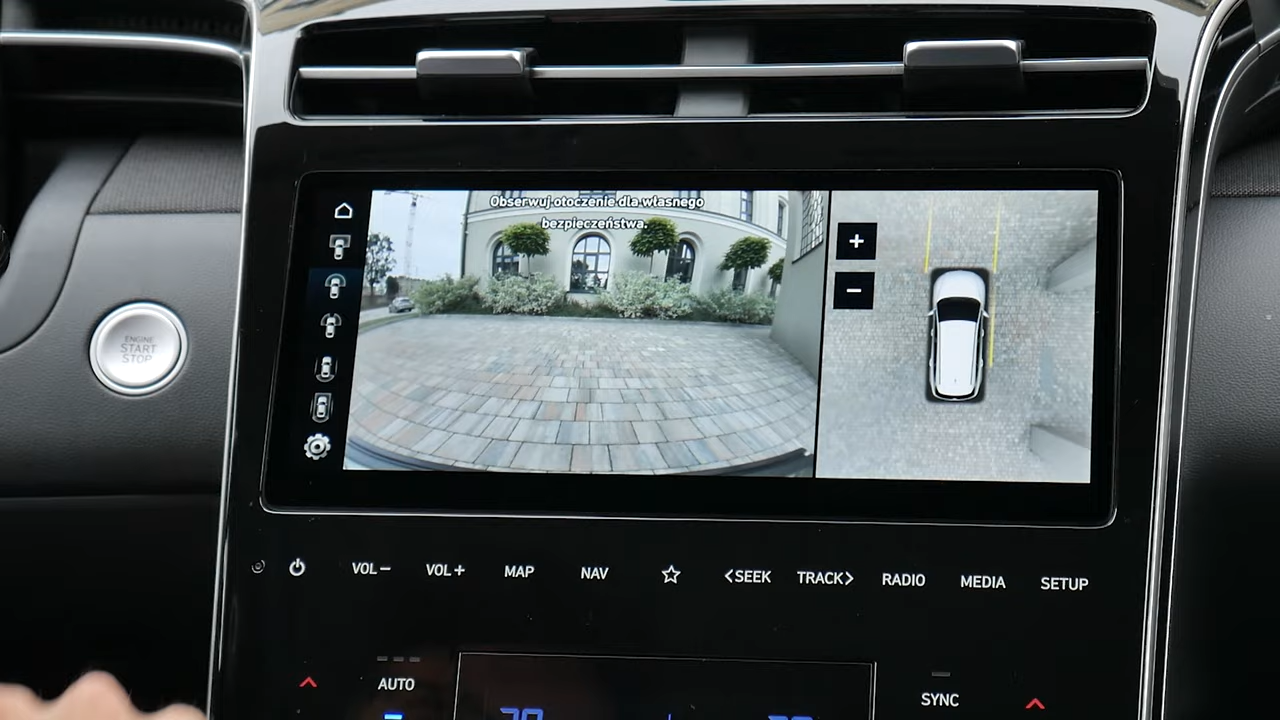 Obserwuj otoczenie dla własnego
bezpieczeństwa.
+
−
ENGINE
START
STOP
VOL−
VOL+
MAP
NAV
<SEEK
TRACK>
RADIO
MEDIA
SETUP
AUTO
SYNC